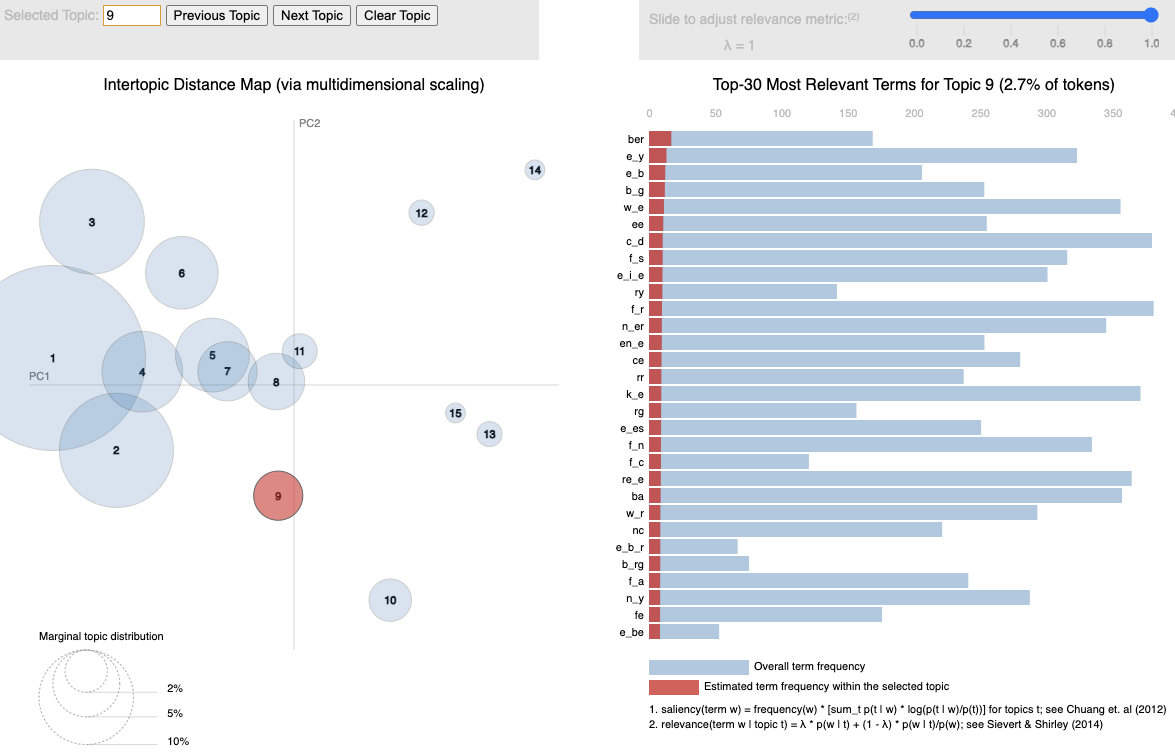 Selected Topic: 9 Previous Topic Next Topic Clear Topic
Slide to adjust relevance metric:(2)
λ = 1
0.0 0.2 0.4 0.6 0.8 1.0
Intertopic Distance Map (via multidimensional scaling)
PC2
PC1
14
12
3
6
1
4
5
7
8
11
15
13
2
9
10
Marginal topic distribution
2%
5%
10%
Top-30 Most Relevant Terms for Topic 9 (2.7% of tokens)
0 50 100 150 200 250 300 350
ber
e_y
e_b
b_g
w_e
ee
c_d
f_s
e_i_e
ry
f_r
n_er
en_e
ce
rr
k_e
rg
e_es
f_n
f_c
re_e
ba
w_r
nc
e_b_r
b_rg
f_a
n_y
fe
e_be
Overall term frequency
Estimated term frequency within the selected topic
1. saliency(term w) = frequency(w) * [sum_t p(t | w) * log(p(t | w)/p(t))] for topics t; see Chuang et. al (2012)
2. relevance(term w | topic t) = λ * p(w | t) + (1 - λ) * p(w | t)/p(w); see Sievert & Shirley (2014)